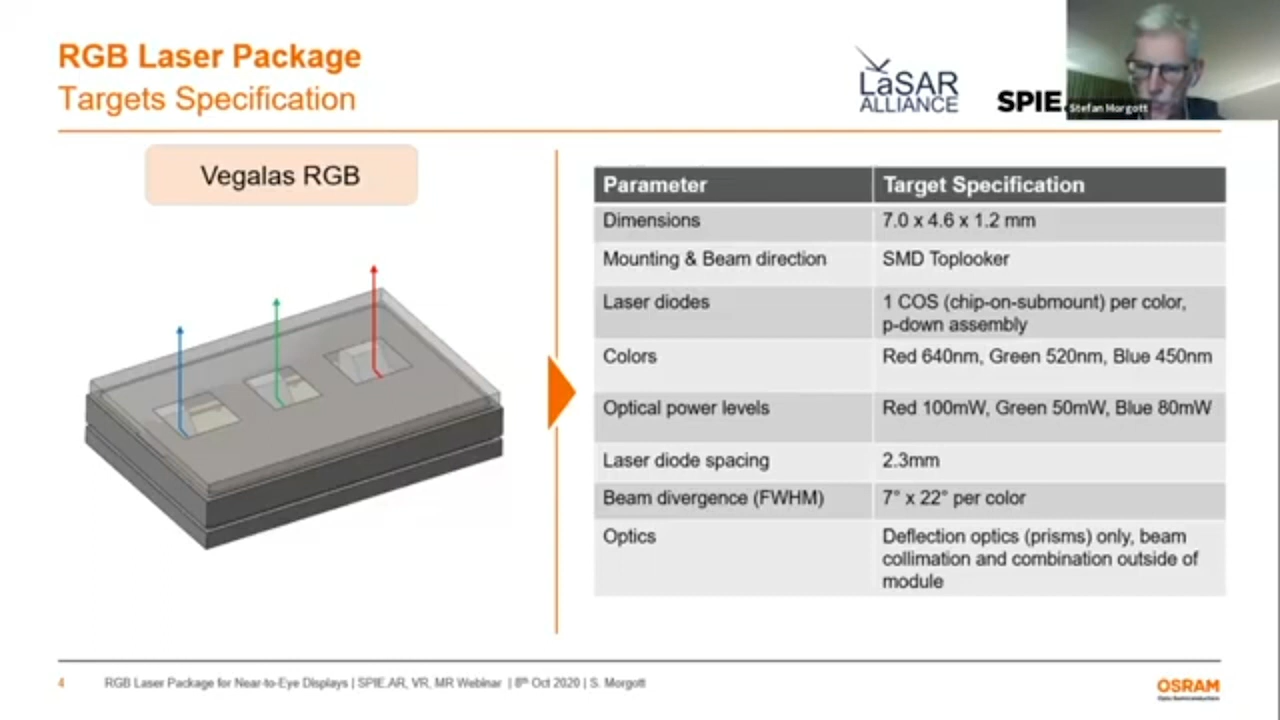 RGB Laser Package
Targets Specification
LaSAR
ALLIANCE
SPIE.
Stefan Morgott
Vegalas RGB
Parameter Target Specification
Dimensions 7.0 x 4.6 x 1.2 mm
Mounting & Beam direction SMD Toplooker
Laser diodes 1 COS (chip-on-submount) per color,
p-down assembly
Colors Red 640nm, Green 520nm, Blue 450nm
Optical power levels Red 100mW, Green 50mW, Blue 80mW
Laser diode spacing 2.3mm
Beam divergence (FWHM) 7° x 22° per color
Optics Deflection optics (prisms) only, beam
collimation and combination outside of
module
4 RGB Laser Package for Near-to-Eye Displays | SPIE.AR, VR, MR Webinar | 8th Oct 2020 | S. Morgott
OSRAM
Opto Semiconductors